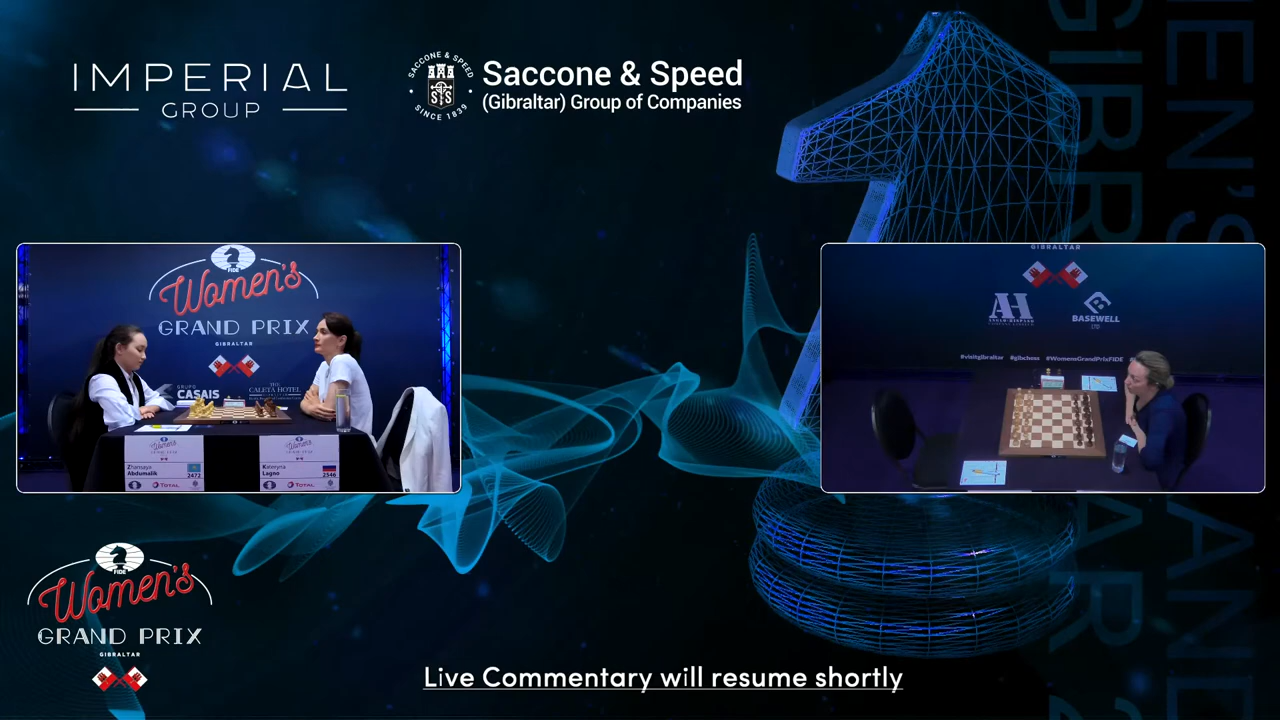 IMPERIAL
GROUP
SACCONE & SPEED
SINCE 1839
Saccone & Speed
(Gibraltar) Group of Companies
FIDE
Women's
GRAND PRIX
GIBRALTAR
GRUPO
CASAIS
THE
CALETA HOTEL
Zhansaya
Abdumalik
2472
TOTAL
Kateryna
Lagno
2546
TOTAL
GIBRALTAR
AH
BASEWELL
#visitgibraltar #gibchess #WomensGrandPrixFIDE
FIDE
Women's
GRAND PRIX
GIBRALTAR
Live Commentary will resume shortly